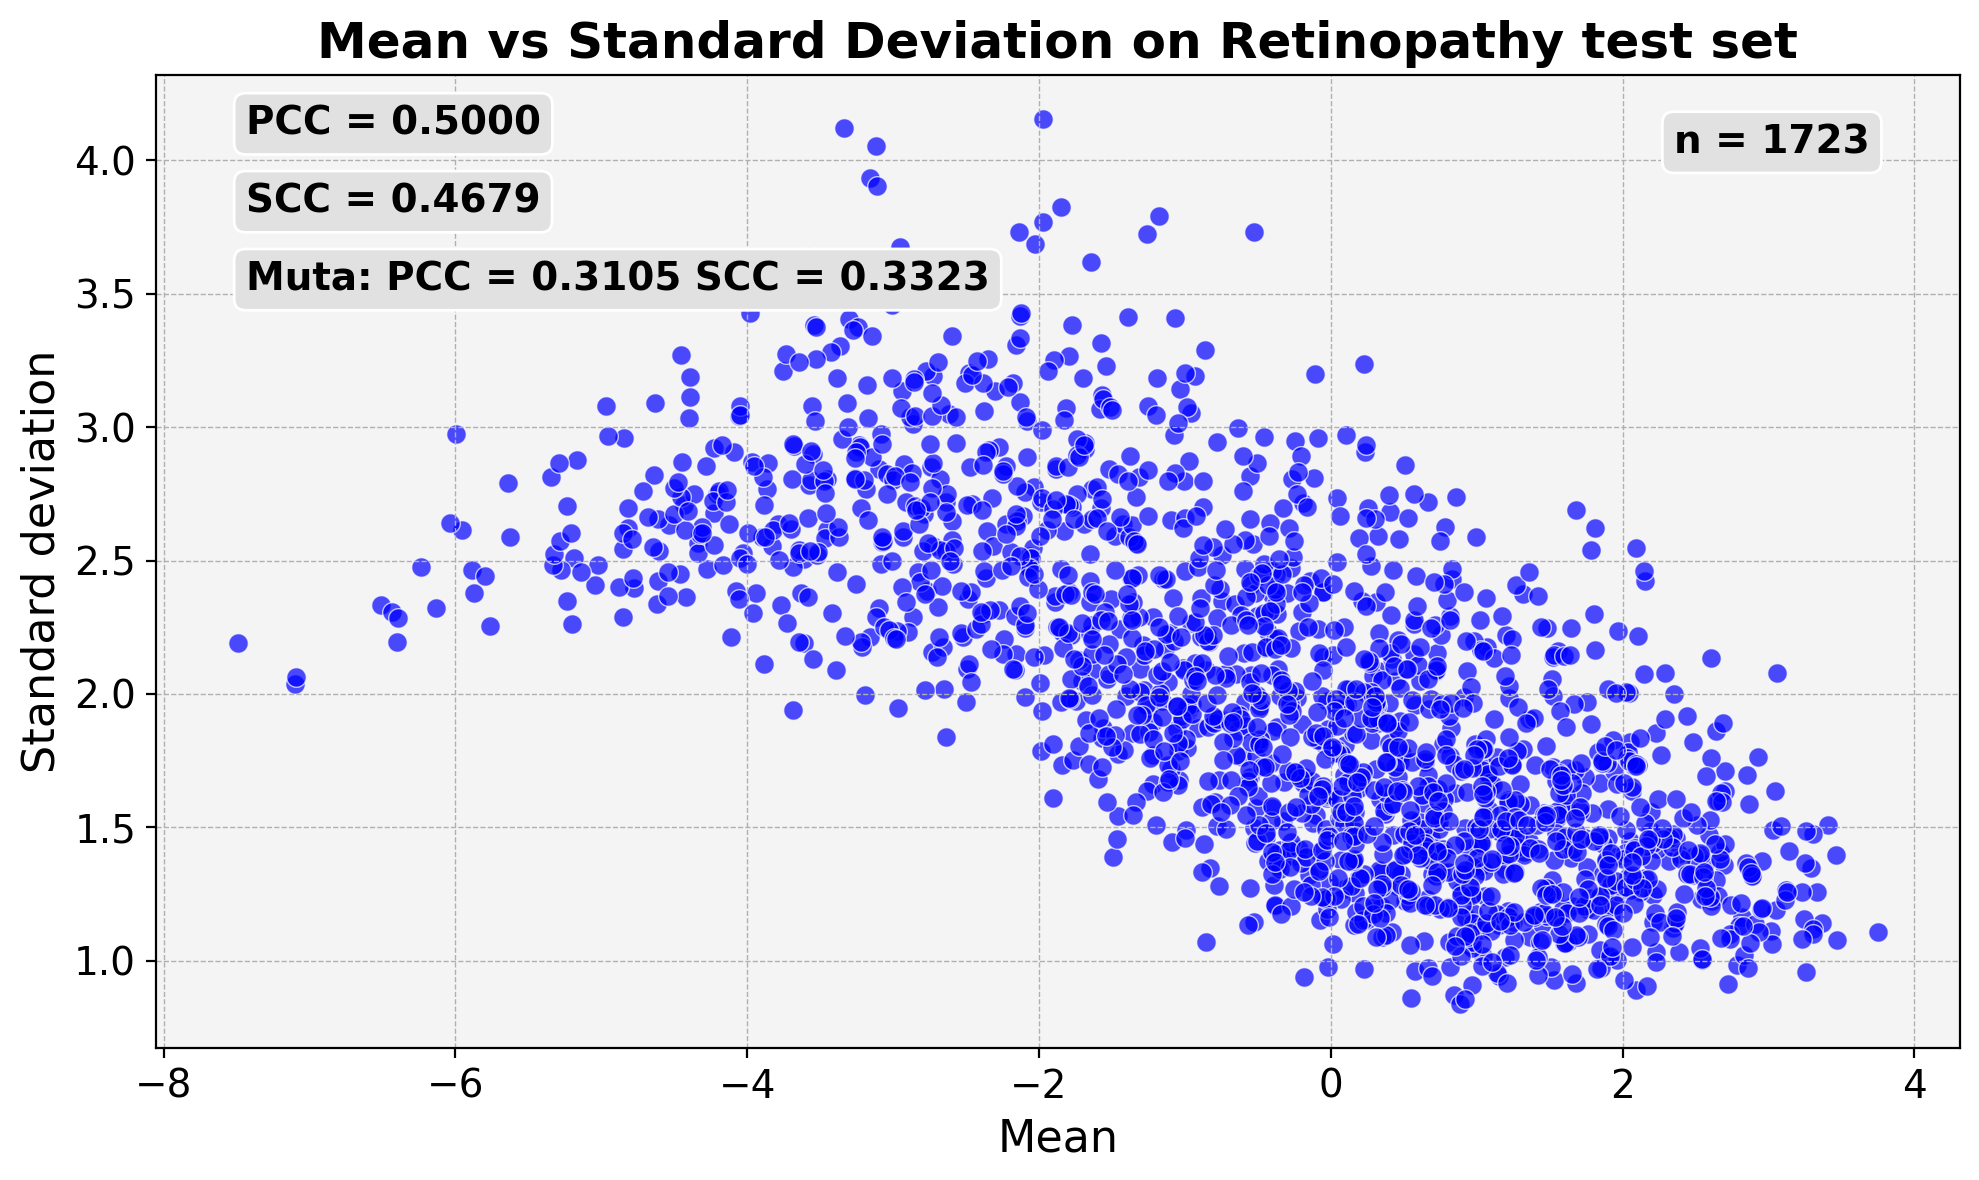 Mean vs Standard Deviation on Retinopathy test set
PCC = 0.5000
n = 1723
SCC = 0.4679
Muta: PCC = 0.3105 SCC = 0.3323
4.0
3.5
3.0
2.5
2.0
1.5
1.0
Standard deviation
−8 −6 −4 −2 0 2 4
Mean